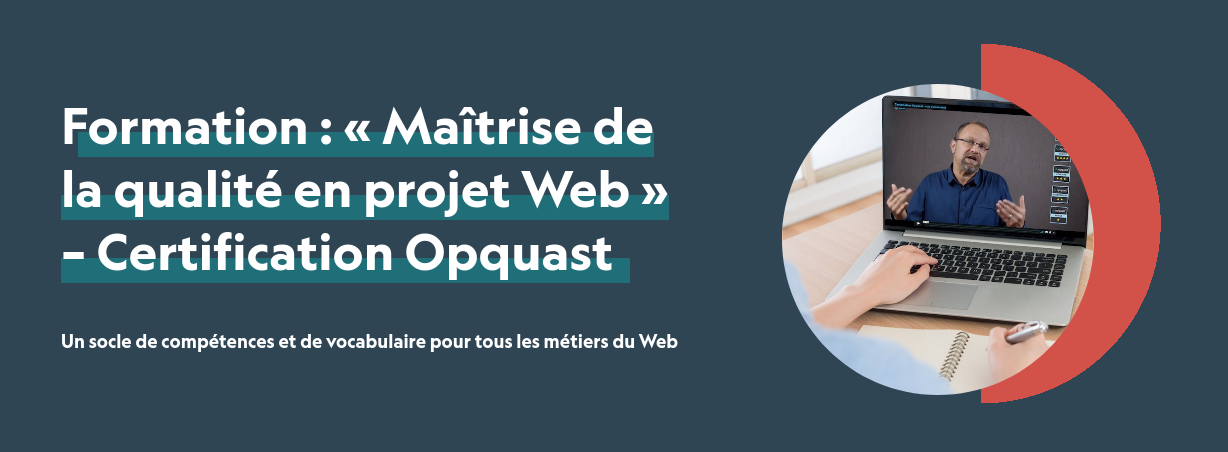 Formation : « Maîtrise de
la qualité en projet Web »
– Certification Opquast
Un socle de compétences et de vocabulaire pour tous les métiers du Web